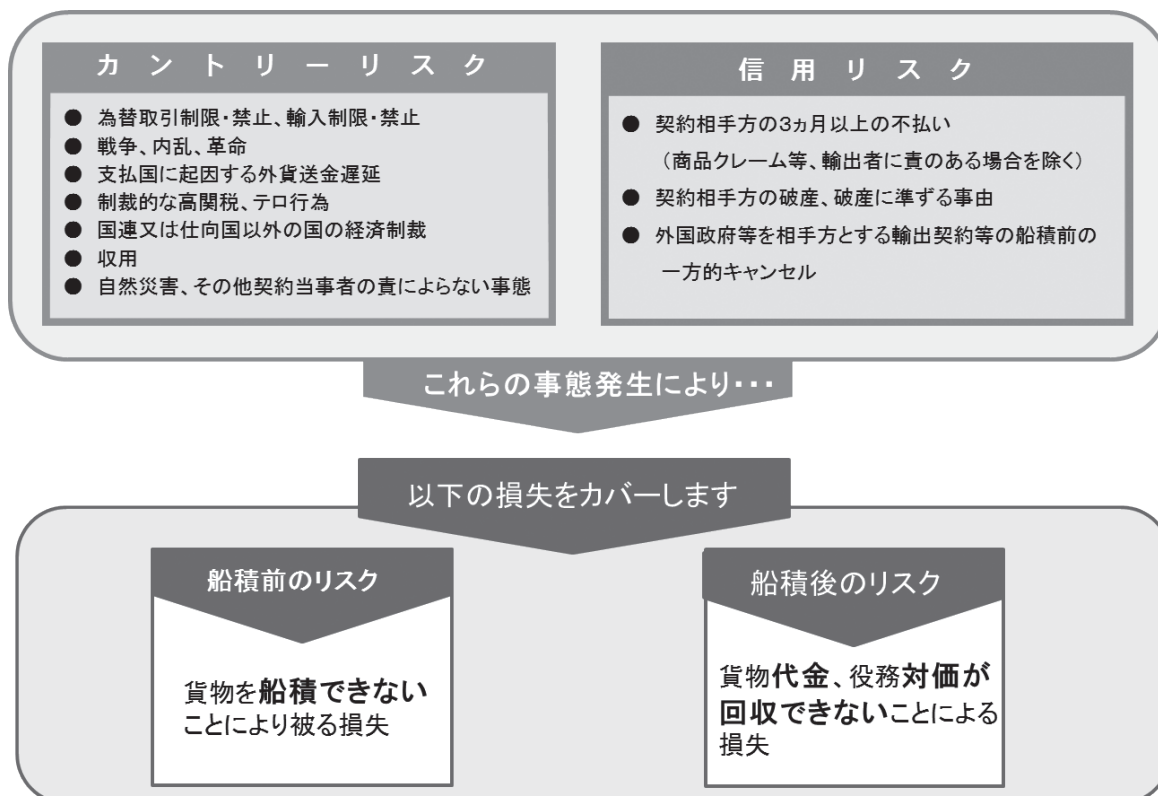 カントリーリスク
● 為替取引制限・禁止、輸入制限・禁止
● 戦争、内乱、革命
● 支払国に起因する外貨送金遅延
● 制裁的な高関税、テロ行為
● 国連又は仕向国以外の国の経済制裁
● 収用
● 自然災害、その他契約当事者の責によらない事態
信用リスク
● 契約相手方の3ヵ月以上の不払い
（商品クレーム等、輸出者に責のある場合を除く）
● 契約相手方の破産、破産に準ずる事由
● 外国政府等を相手方とする輸出契約等の船積前の
一方的キャンセル
これらの事態発生により・・・
以下の損失をカバーします
船積前のリスク
貨物を船積できない
ことにより被る損失
船積後のリスク
貨物代金、役務対価が
回収できないことによる
損失